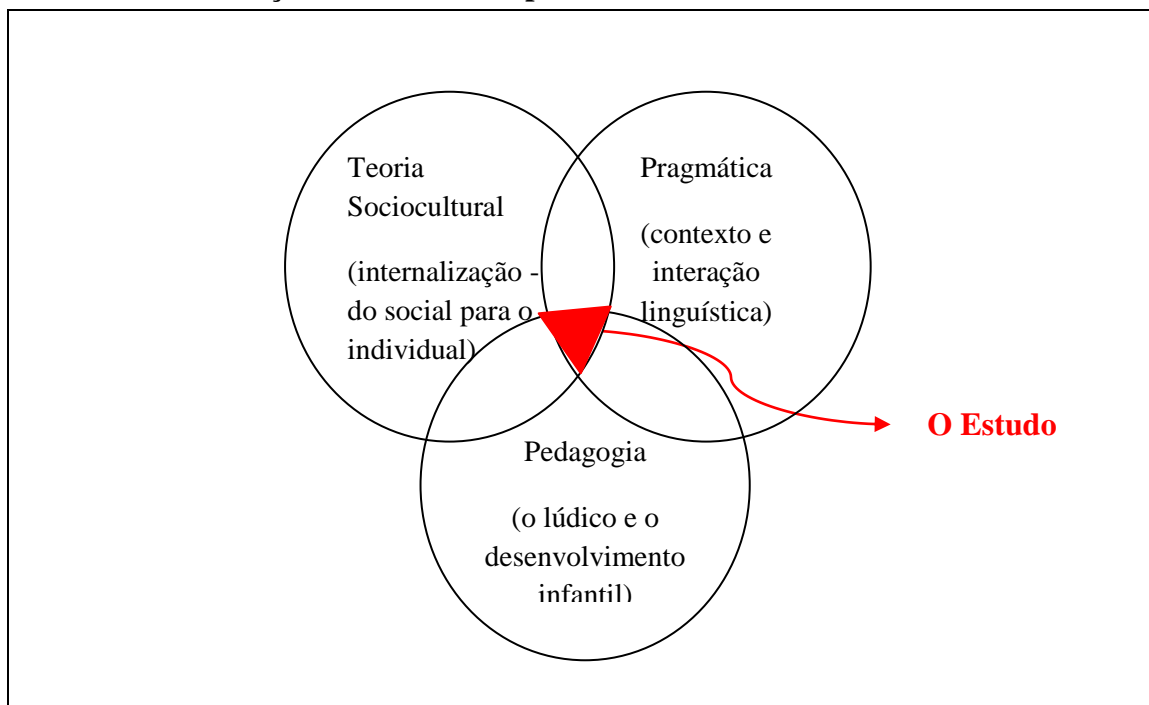 Teoria
Sociocultural
(internalização -
do social para o
individual)
Pragmática
(contexto e
interação
linguística)
O Estudo
Pedagogia
(o lúdico e o
desenvolvimento
infantil)